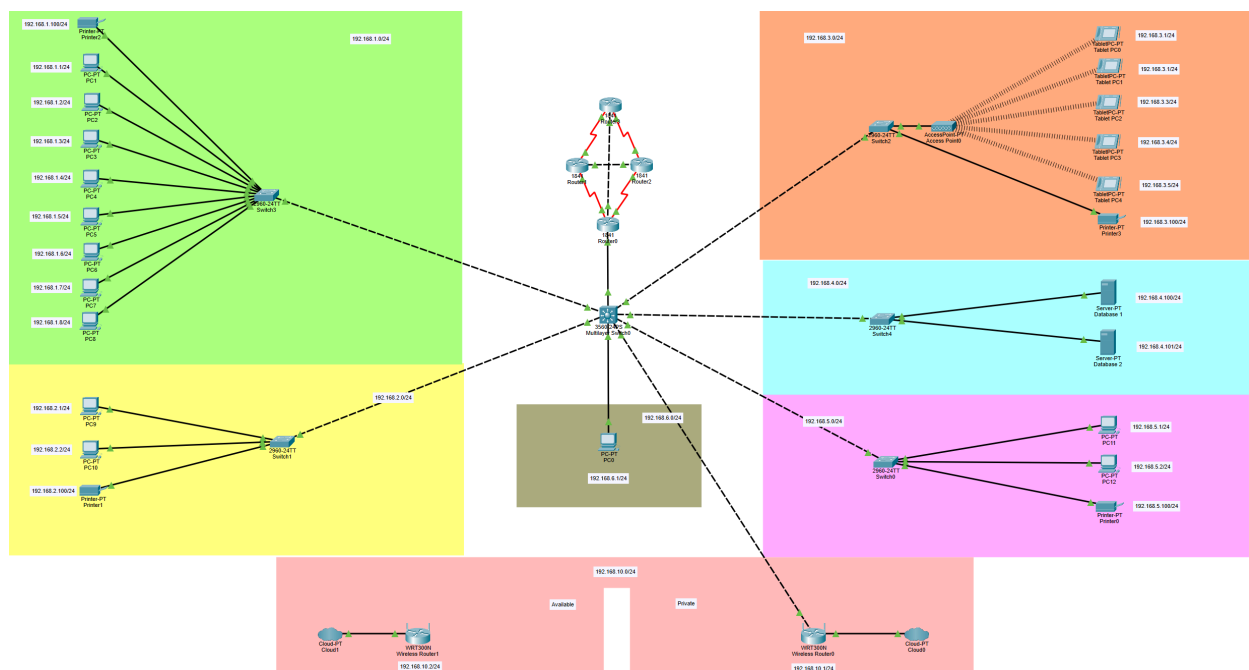 192.168.1.100/24
Printer-PT
Printer2
192.168.1.0/24
192.168.1.1/24
PC-PT
PC1
192.168.1.2/24
PC-PT
PC2
192.168.1.3/24
PC-PT
PC3
192.168.1.4/24
PC-PT
PC4
192.168.1.5/24
PC-PT
PC5
192.168.1.6/24
PC-PT
PC6
192.168.1.7/24
PC-PT
PC7
192.168.1.8/24
PC-PT
PC8
2960-24TT
Switch3
1841
Router1
1841
Router2
1841
Router0
3560-24PS
Multilayer Switch0
192.168.3.0/24
192.168.3.1/24
TabletPC-PT
Tablet PC0
192.168.3.1/24
TabletPC-PT
Tablet PC1
192.168.3.3/24
TabletPC-PT
Tablet PC2
192.168.3.4/24
TabletPC-PT
Tablet PC3
192.168.3.5/24
TabletPC-PT
Tablet PC4
2960-24TT
Switch2
AccessPoint-PT
Access Point0
192.168.3.100/24
Printer-PT
Printer3
192.168.4.0/24
2960-24TT
Switch4
Server-PT
Database 1
192.168.4.100/24
Server-PT
Database 2
192.168.4.101/24
192.168.2.0/24
192.168.2.1/24
PC-PT
PC9
192.168.2.2/24
PC-PT
PC10
192.168.2.100/24
Printer-PT
Printer1
2960-24TT
Switch1
192.168.6.0/24
PC-PT
PC0
192.168.6.1/24
192.168.5.0/24
2960-24TT
Switch0
192.168.5.1/24
PC-PT
PC11
192.168.5.2/24
PC-PT
PC12
192.168.5.100/24
Printer-PT
Printer0
192.168.10.0/24
Available
Private
Cloud-PT
Cloud1
WRT300N
Wireless Router1
192.168.10.2/24
WRT300N
Wireless Router0
192.168.10.1/24
Cloud-PT
Cloud0